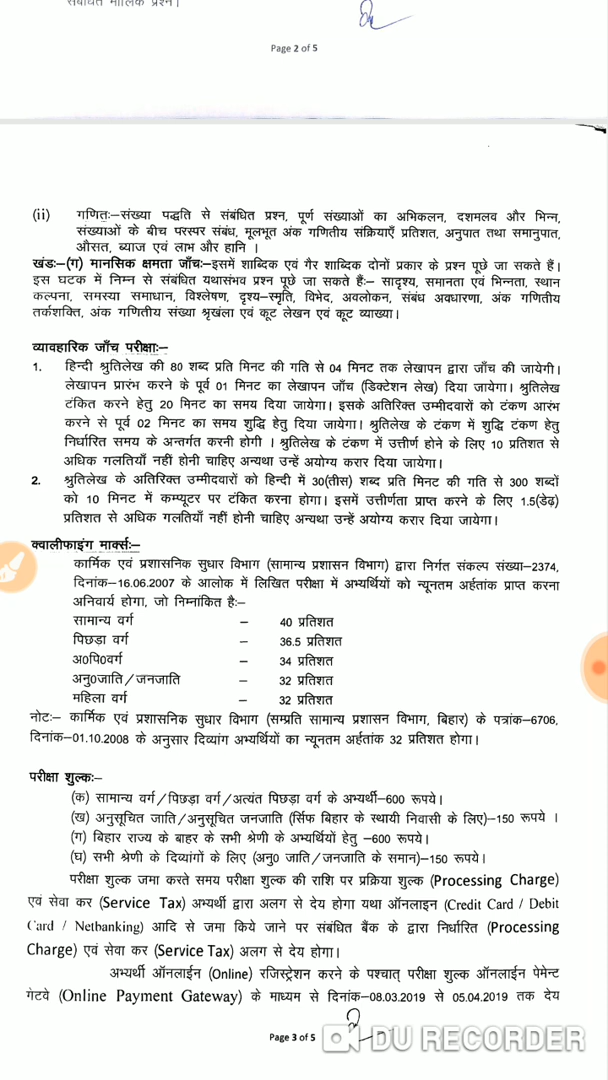 संबंधित मौलिक प्रश्न।
Page 2 of 5
(ii) गणितः–संख्या पद्धति से संबंधित प्रश्न, पूर्ण संख्याओं का अभिकलन, दशमलव और भिन्न,
संख्याओं के बीच परस्पर संबंध, मूलभूत अंक गणितीय संक्रियाएँ प्रतिशत, अनुपात तथा समानुपात,
औसत, ब्याज एवं लाभ और हानि ।
खंडः–(ग) मानसिक क्षमता जाँचः–इसमें शाब्दिक एवं गैर शाब्दिक दोनों प्रकार के प्रश्न पूछे जा सकते हैं।
इस घटक में निम्न से संबंधित यथासंभव प्रश्न पूछे जा सकते हैः– सादृश्य, समानता एवं भिन्नता, स्थान
कल्पना, समस्या समाधान, विश्लेषण, दृश्य–स्मृति, विभेद, अवलोकन, संबंध अवधारणा, अंक गणितीय
तर्कशक्ति, अंक गणितीय संख्या श्रृखंला एवं कूट लेखन एवं कूट व्याख्या।
व्यावहारिक जाँच परीक्षाः–
1. हिन्दी श्रुतिलेख की 80 शब्द प्रति मिनट की गति से 04 मिनट तक लेखापन द्वारा जाँच की जायेगी।
लेखापन प्रारंभ करने के पूर्व 01 मिनट का लेखापन जाँच (डिक्टेशन लेख) दिया जायेगा। श्रुतिलेख
टंकित करने हेतु 20 मिनट का समय दिया जायेगा। इसके अतिरिक्त उम्मीदवारों को टंकण आरंभ
करने से पूर्व 02 मिनट का समय शुद्धि हेतु दिया जायेगा। श्रुतिलेख के टंकण में शुद्धि टंकण हेतु
निर्धारित समय के अन्तर्गत करनी होगी । श्रुतिलेख के टंकण में उत्तीर्ण होने के लिए 10 प्रतिशत से
अधिक गलतियाँ नहीं होनी चाहिए अन्यथा उन्हें अयोग्य करार दिया जायेगा।
2. श्रुतिलेख के अतिरिक्त उम्मीदवारों को हिन्दी में 30(तीस) शब्द प्रति मिनट की गति से 300 शब्दों
को 10 मिनट में कम्प्यूटर पर टंकित करना होगा। इसमें उत्तीर्णता प्राप्त करने के लिए 1.5(डेढ़)
प्रतिशत से अधिक गलतियाँ नहीं होनी चाहिए अन्यथा उन्हें अयोग्य करार दिया जायेगा।
क्वालीफाइंग मार्क्सः–
कार्मिक एवं प्रशासनिक सुधार विभाग (सामान्य प्रशासन विभाग) द्वारा निर्गत संकल्प संख्या–2374,
दिनांक–16.06.2007 के आलोक में लिखित परीक्षा में अभ्यर्थियों को न्यूनतम अर्हतांक प्राप्त करना
अनिवार्य होगा, जो निम्नांकित हैः–
सामान्य वर्ग – 40 प्रतिशत
पिछड़ा वर्ग – 36.5 प्रतिशत
अ०पि०वर्ग – 34 प्रतिशत
अनु०जाति/जनजाति – 32 प्रतिशत
महिला वर्ग – 32 प्रतिशत
नोटः– कार्मिक एवं प्रशासनिक सुधार विभाग (सम्प्रति सामान्य प्रशासन विभाग, बिहार) के पत्रांक–6706,
दिनांक–01.10.2008 के अनुसार दिव्यांग अभ्यर्थियों का न्यूनतम अर्हतांक 32 प्रतिशत होगा।
परीक्षा शुल्कः–
(क) सामान्य वर्ग/पिछड़ा वर्ग/अत्यंत पिछड़ा वर्ग के अभ्यर्थी–600 रूपये।
(ख) अनुसूचित जाति/अनुसूचित जनजाति (र्सिफ बिहार के स्थायी निवासी के लिए)–150 रूपये ।
(ग) बिहार राज्य के बाहर के सभी श्रेणी के अभ्यर्थियों हेतु –600 रूपये।
(घ) सभी श्रेणी के दिव्यांगों के लिए (अनु० जाति/जनजाति के समान)–150 रूपये।
परीक्षा शुल्क जमा करते समय परीक्षा शुल्क की राशि पर प्रक्रिया शुल्क (Processing Charge)
एवं सेवा कर (Service Tax) अभ्यर्थी द्वारा अलग से देय होगा यथा ऑनलाइन (Credit Card / Debit
Card / Netbanking) आदि से जमा किये जाने पर संबंधित बैंक के द्वारा निर्धारित (Processing
Charge) एवं सेवा कर (Service Tax) अलग से देय होगा।
अभ्यर्थी ऑनलाईन (Online) रजिस्ट्रेशन करने के पश्चात् परीक्षा शुल्क ऑनलाईन पेमेन्ट
गेटवे (Online Payment Gateway) के माध्यम से दिनांक–08.03.2019 से 05.04.2019 तक देय
Page 3 of 5
DU RECORDER